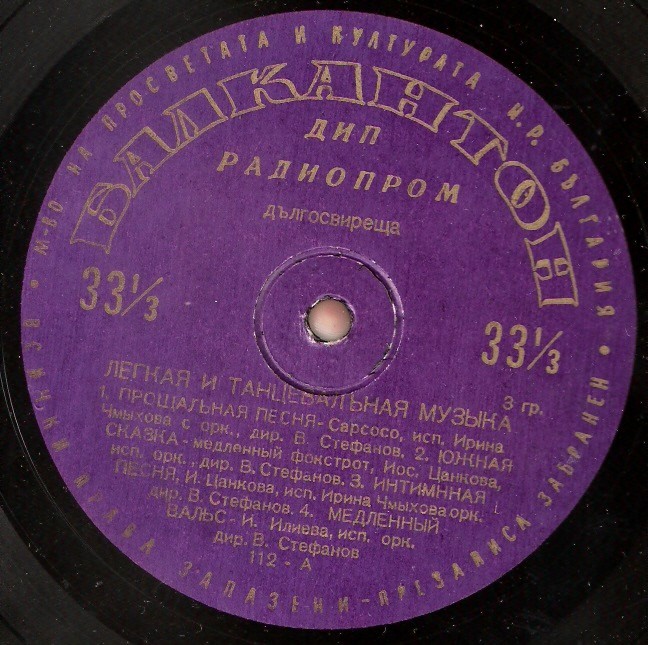 М-ВО НА ПРОСВЕТАТА И КУЛТУРАТА Н.Р. БЪЛГАРИЯ
БАЛКАНТОН
ДИП
РАДИОПРОМ
дългосвиреща
33⅓
33⅓
3 гр.
ЛЕГКАЯ И ТАНЦЕВАЛЬНАЯ МУЗЫКА
1. ПРОЩАЛЬНАЯ ПЕСНЯ - Сарсосо, исп. Ирина
Чмыхова с орк., дир. В. Стефанов. 2. ЮЖНАЯ
СКАЗКА - медленный фокстрот, Иос. Цанкова,
исп. орк., дир. В. Стефанов. 3. ИНТИМННАЯ
ПЕСНЯ, И. Цанкова, исп. Ирина Чмыхова орк.
дир. В. Стефанов. 4. МЕДЛЕННЫЙ
ВАЛЬС - И. Илиева, исп. орк.
дир. В. Стефанов
112 - А
ВСИЧКИ ПРАВА ЗАПАЗЕНИ - ПРЕЗАПИСА ЗАБРАНЕН